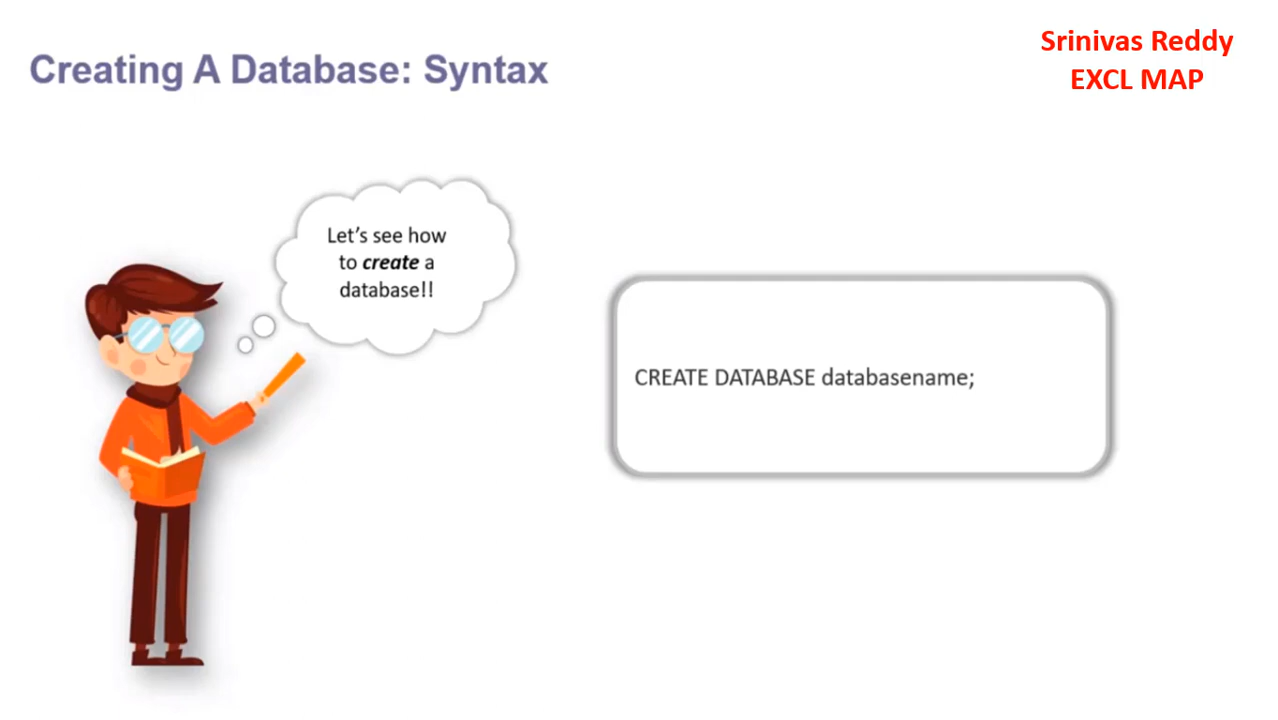 Creating A Database: Syntax
Srinivas Reddy
EXCL MAP
Let’s see how
to create a
database!!
CREATE DATABASE databasename;